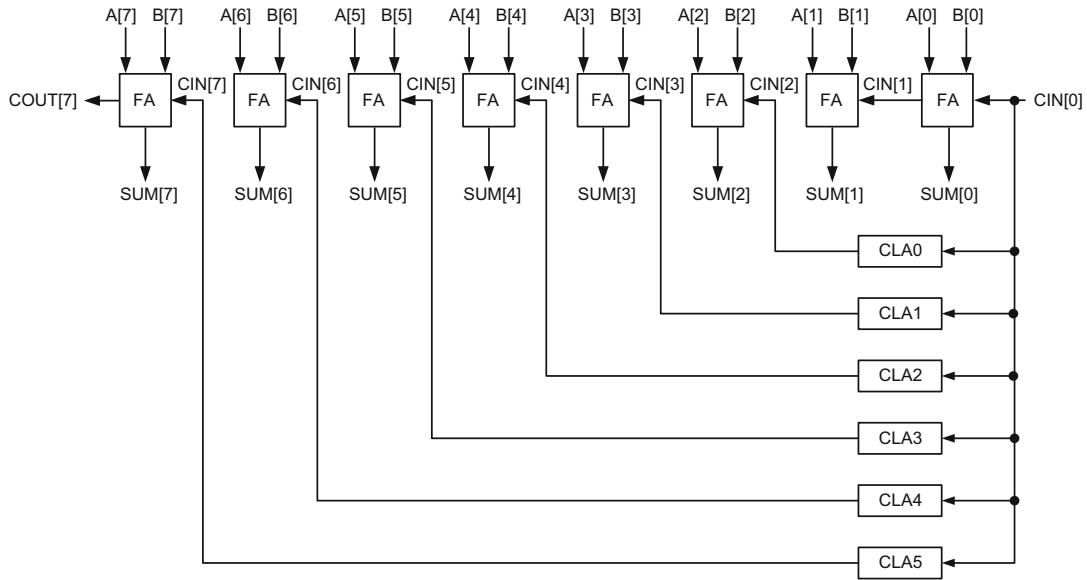 A[7] B[7] A[6] B[6] A[5] B[5] A[4] B[4] A[3] B[3] A[2] B[2] A[1] B[1] A[0] B[0]
CIN[7] CIN[6] CIN[5] CIN[4] CIN[3] CIN[2] CIN[1]
COUT[7] FA FA FA FA FA FA FA FA CIN[0]
SUM[7] SUM[6] SUM[5] SUM[4] SUM[3] SUM[2] SUM[1] SUM[0]
CLA0
CLA1
CLA2
CLA3
CLA4
CLA5